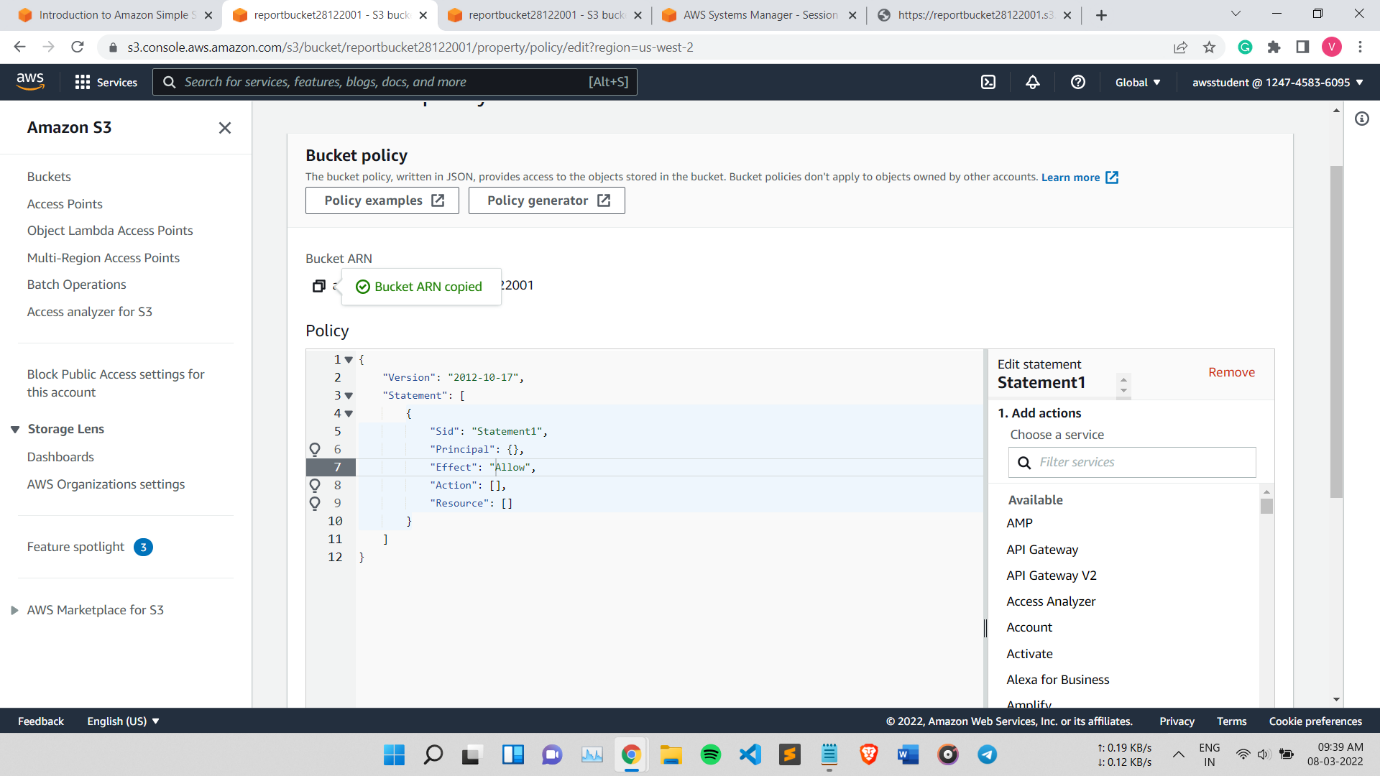 Introduction to Amazon Simple S
reportbucket28122001 - S3 buck
reportbucket28122001 - S3 buck
AWS Systems Manager - Session
https://reportbucket28122001.s3
s3.console.aws.amazon.com/s3/bucket/reportbucket28122001/property/policy/edit?region=us-west-2
V
aws
Services
Search for services, features, blogs, docs, and more
[Alt+S]
Global
awsstudent @ 1247-4583-6095
Amazon S3
Buckets
Access Points
Object Lambda Access Points
Multi-Region Access Points
Batch Operations
Access analyzer for S3
Block Public Access settings for
this account
Storage Lens
Dashboards
AWS Organizations settings
Feature spotlight 3
AWS Marketplace for S3
Bucket policy
The bucket policy, written in JSON, provides access to the objects stored in the bucket. Bucket policies don't apply to objects owned by other accounts. Learn more
Policy examples
Policy generator
Bucket ARN
Bucket ARN copied
22001
Policy
1 {
2 "Version": "2012-10-17",
3 "Statement": [
4 {
5 "Sid": "Statement1",
6 "Principal": {},
7 "Effect": "Allow",
8 "Action": [],
9 "Resource": []
10 }
11 ]
12 }
Edit statement
Statement1
Remove
1. Add actions
Choose a service
Filter services
Available
AMP
API Gateway
API Gateway V2
Access Analyzer
Account
Activate
Alexa for Business
Amplify
Feedback
English (US)
© 2022, Amazon Web Services, Inc. or its affiliates.
Privacy
Terms
Cookie preferences
↑: 0.19 KB/s
↓: 0.12 KB/s
ENG
IN
09:39 AM
08-03-2022